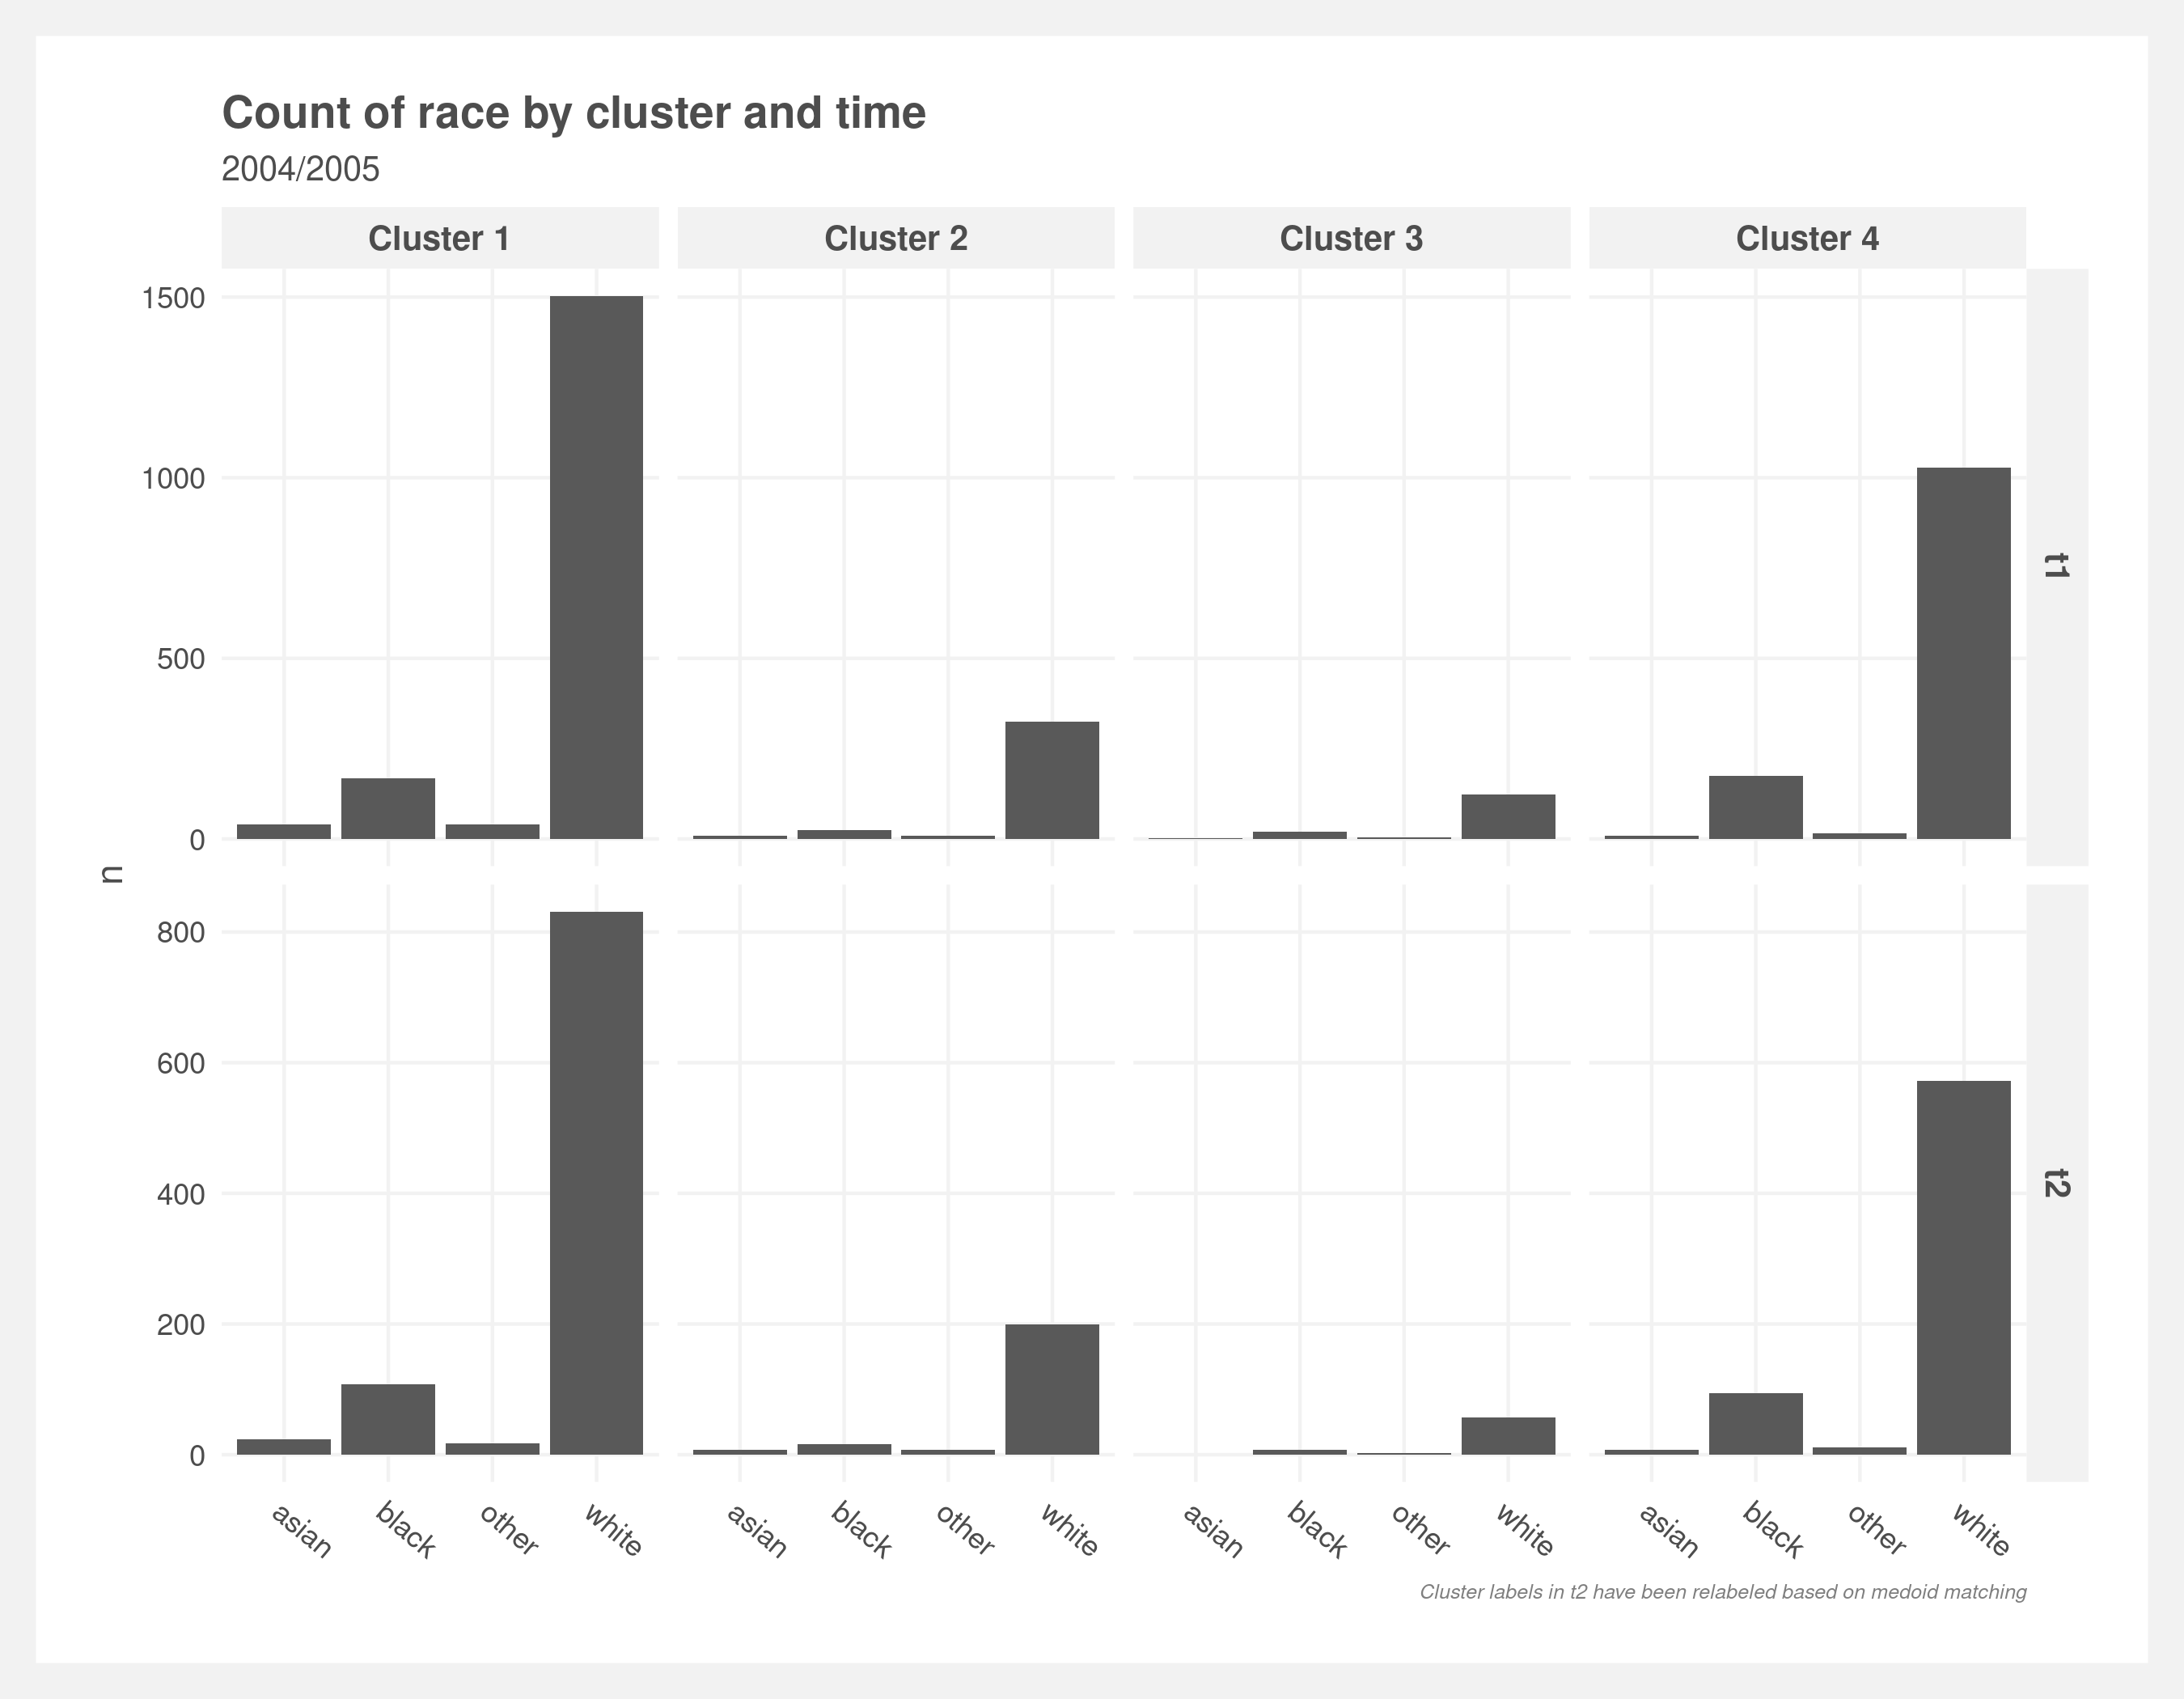 Count of race by cluster and time
2004/2005
Cluster 1 Cluster 2 Cluster 3 Cluster 4
1500
1000
500
0
t1
n
800
600
400
200
0
t2
asian black other white asian black other white asian black other white asian black other white
Cluster labels in t2 have been relabeled based on medoid matching